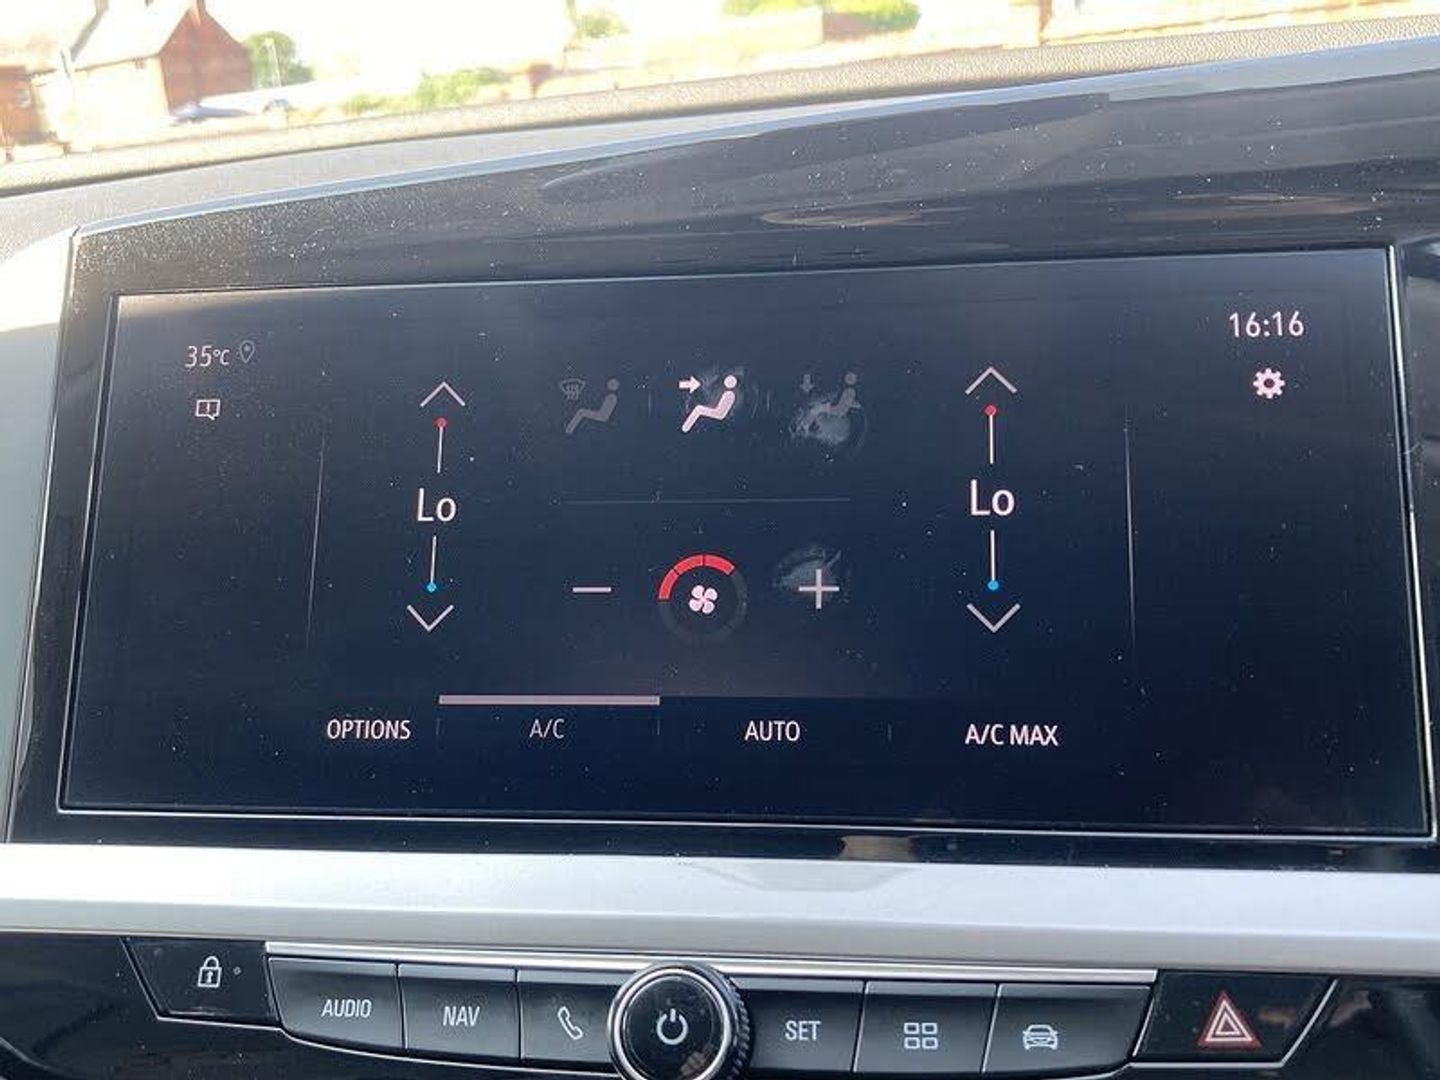 35°C
16:16
Lo
Lo
OPTIONS
A/C
AUTO
A/C MAX
AUDIO
NAV
SET